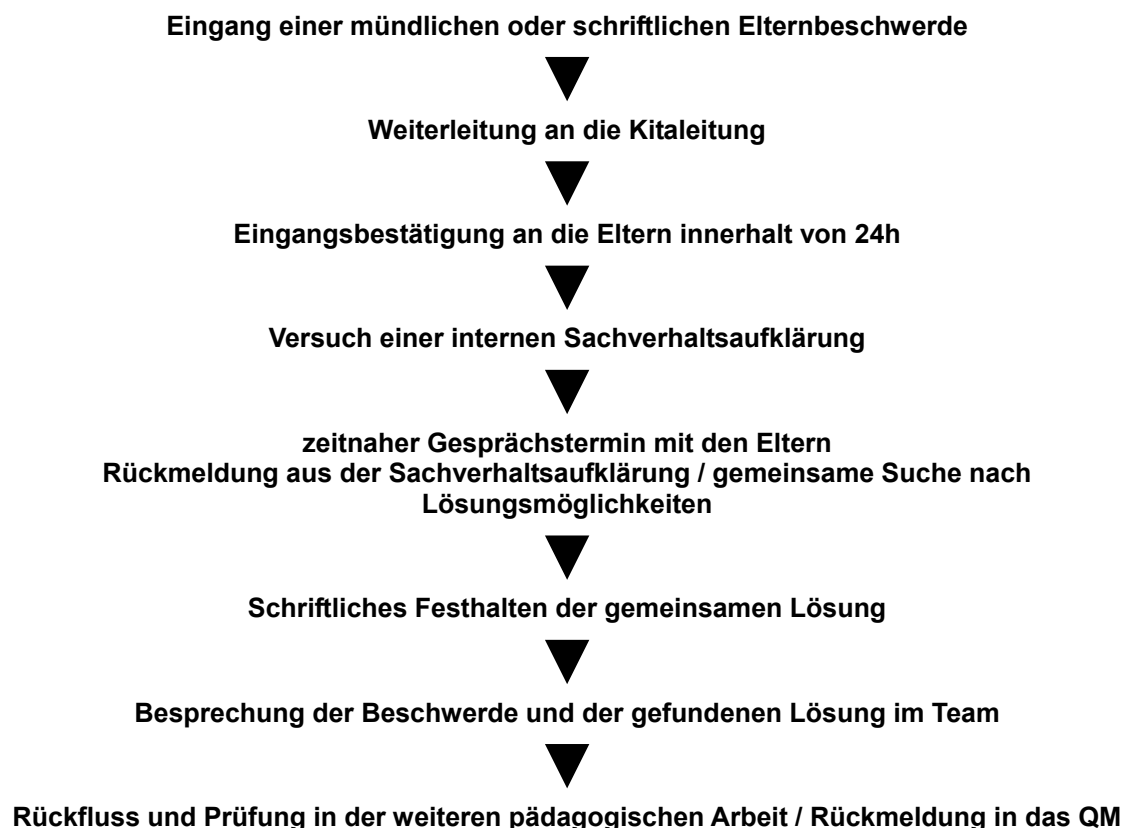 Eingang einer mündlichen oder schriftlichen Elternbeschwerde
Weiterleitung an die Kitaleitung
Eingangsbestätigung an die Eltern innerhalt von 24h
Versuch einer internen Sachverhaltsaufklärung
zeitnaher Gesprächstermin mit den Eltern
Rückmeldung aus der Sachverhaltsaufklärung / gemeinsame Suche nach
Lösungsmöglichkeiten
Schriftliches Festhalten der gemeinsamen Lösung
Besprechung der Beschwerde und der gefundenen Lösung im Team
Rückfluss und Prüfung in der weiteren pädagogischen Arbeit / Rückmeldung in das QM